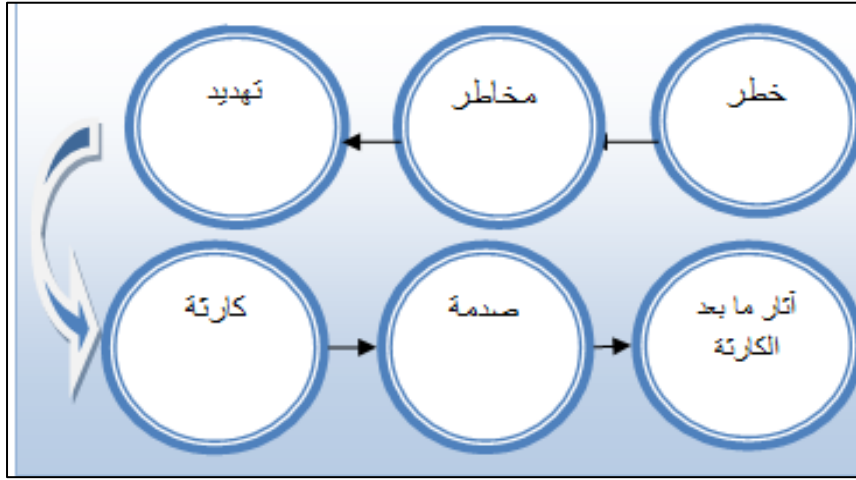 خطر
مخاطر
تهديد
كارثة
صدمة
آثار ما بعد
الكارثة